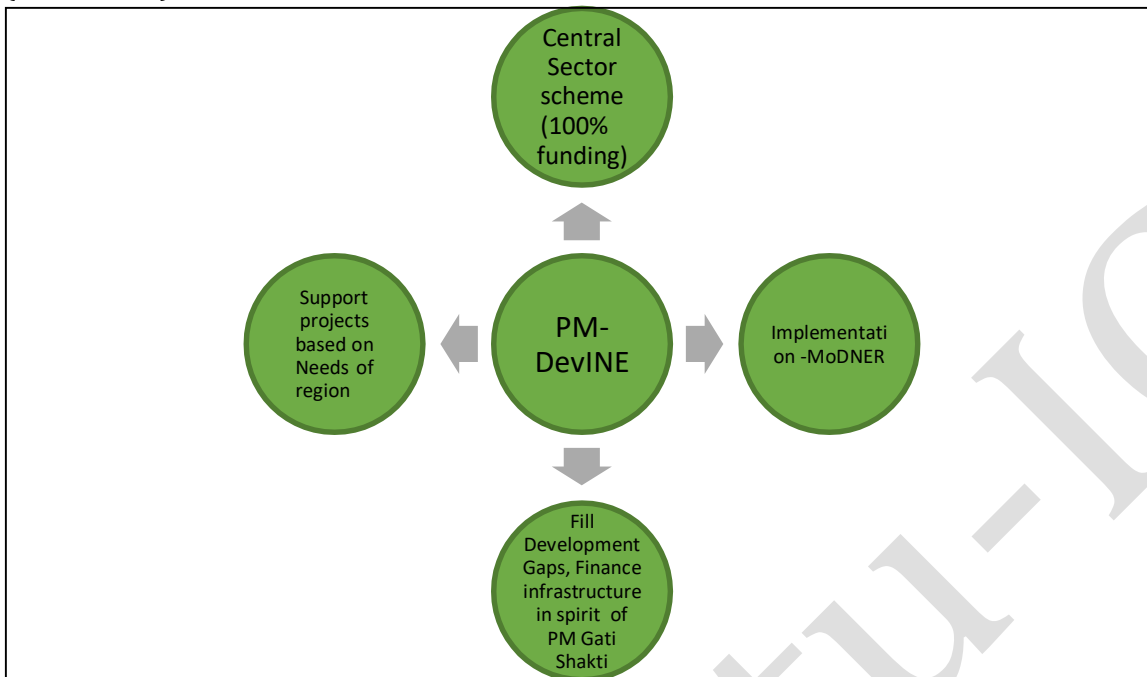 Central
Sector
scheme
(100%
funding)
Support
projects
based on
Needs of
region
PM-
DevINE
Implementati
on -MoDNER
Fill
Development
Gaps, Finance
infrastructure
in spirit of
PM Gati
Shakti